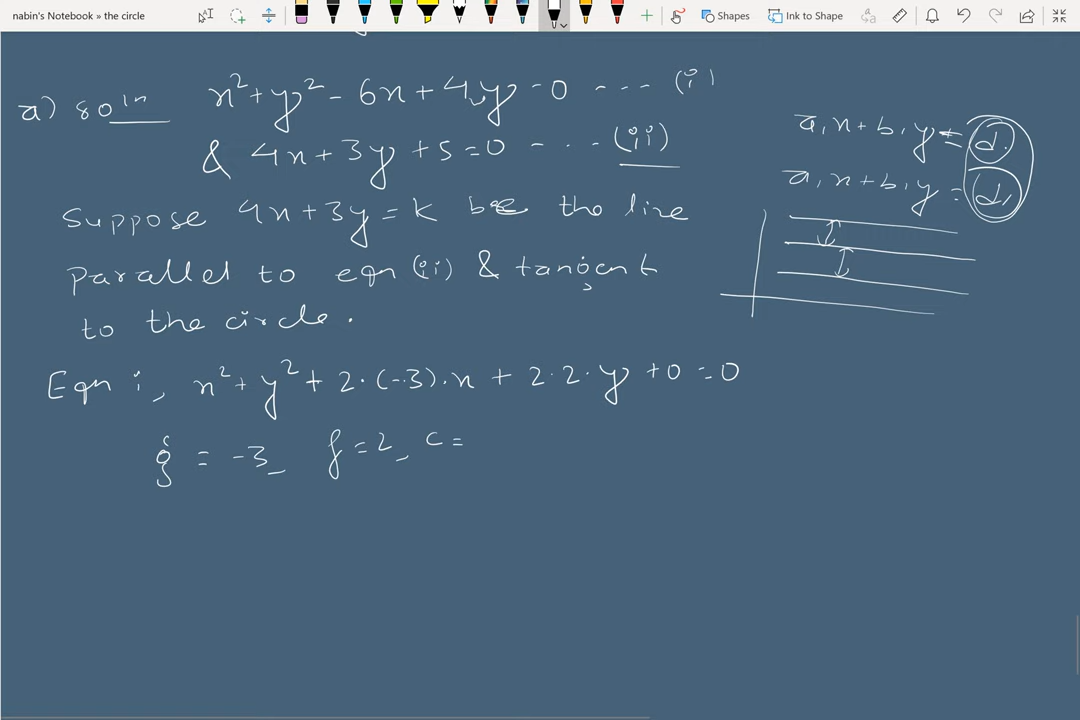 nabin's Notebook » the circle
Shapes
Ink to Shape
a) solⁿ x² + y² - 6x + 4y = 0 --- (i)
& 4x + 3y + 5 = 0 - - - (ii)
Suppose 4x + 3y = K be the line
parallel to eqn (ii) & tangent
to the circle.
Eqn i, x² + y² + 2·(-3)·x + 2·2·y + 0 = 0
g = -3, f = 2, c =
a₁x + b₁y = d.
a₁x + b₁y = d₁